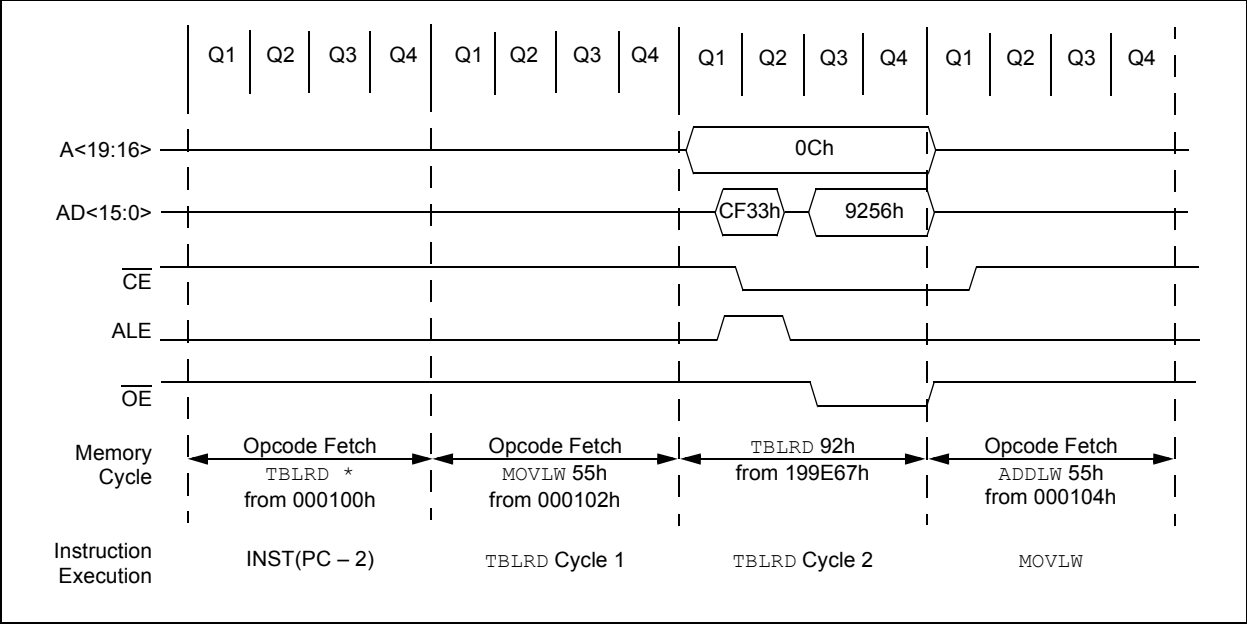 Q1 Q2 Q3 Q4 Q1 Q2 Q3 Q4 Q1 Q2 Q3 Q4 Q1 Q2 Q3 Q4
A<19:16> 0Ch
AD<15:0> CF33h 9256h
CE
ALE
OE
Memory
Cycle
Opcode Fetch
TBLRD *
from 000100h
Opcode Fetch
MOVLW 55h
from 000102h
TBLRD 92h
from 199E67h
Opcode Fetch
ADDLW 55h
from 000104h
Instruction
Execution
INST(PC – 2)
TBLRD Cycle 1
TBLRD Cycle 2
MOVLW